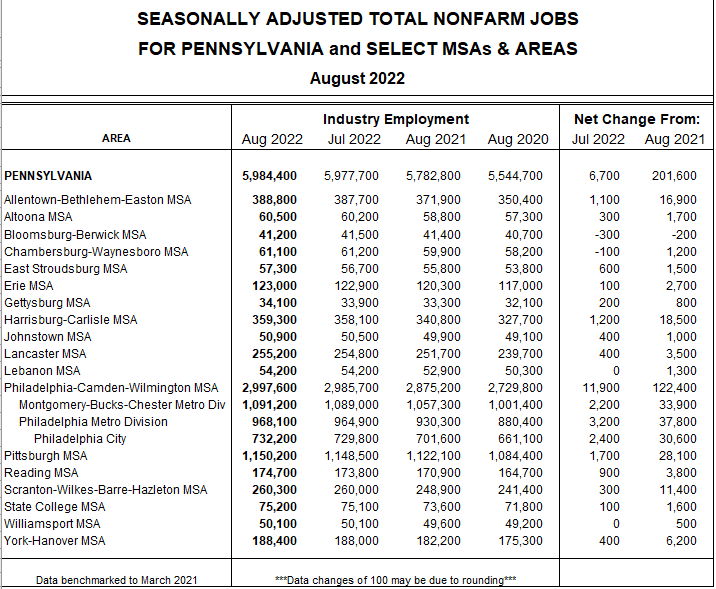 SEASONALLY ADJUSTED TOTAL NONFARM JOBS
FOR PENNSYLVANIA and SELECT MSAs & AREAS
August 2022
Industry Employment Net Change From:
AREA Aug 2022 Jul 2022 Aug 2021 Aug 2020 Jul 2022 Aug 2021
PENNSYLVANIA 5,984,400 5,977,700 5,782,800 5,544,700 6,700 201,600
Allentown-Bethlehem-Easton MSA 388,800 387,700 371,900 350,400 1,100 16,900
Altoona MSA 60,500 60,200 58,800 57,300 300 1,700
Bloomsburg-Berwick MSA 41,200 41,500 41,400 40,700 -300 -200
Chambersburg-Waynesboro MSA 61,100 61,200 59,900 58,200 -100 1,200
East Stroudsburg MSA 57,300 56,700 55,800 53,800 600 1,500
Erie MSA 123,000 122,900 120,300 117,000 100 2,700
Gettysburg MSA 34,100 33,900 33,300 32,100 200 800
Harrisburg-Carlisle MSA 359,300 358,100 340,800 327,700 1,200 18,500
Johnstown MSA 50,900 50,500 49,900 49,100 400 1,000
Lancaster MSA 255,200 254,800 251,700 239,700 400 3,500
Lebanon MSA 54,200 54,200 52,900 50,300 0 1,300
Philadelphia-Camden-Wilmington MSA 2,997,600 2,985,700 2,875,200 2,729,800 11,900 122,400
Montgomery-Bucks-Chester Metro Div 1,091,200 1,089,000 1,057,300 1,001,400 2,200 33,900
Philadelphia Metro Division 968,100 964,900 930,300 880,400 3,200 37,800
Philadelphia City 732,200 729,800 701,600 661,100 2,400 30,600
Pittsburgh MSA 1,150,200 1,148,500 1,122,100 1,084,400 1,700 28,100
Reading MSA 174,700 173,800 170,900 164,700 900 3,800
Scranton-Wilkes-Barre-Hazleton MSA 260,300 260,000 248,900 241,400 300 11,400
State College MSA 75,200 75,100 73,600 71,800 100 1,600
Williamsport MSA 50,100 50,100 49,600 49,200 0 500
York-Hanover MSA 188,400 188,000 182,200 175,300 400 6,200
Data benchmarked to March 2021 ***Data changes of 100 may be due to rounding***